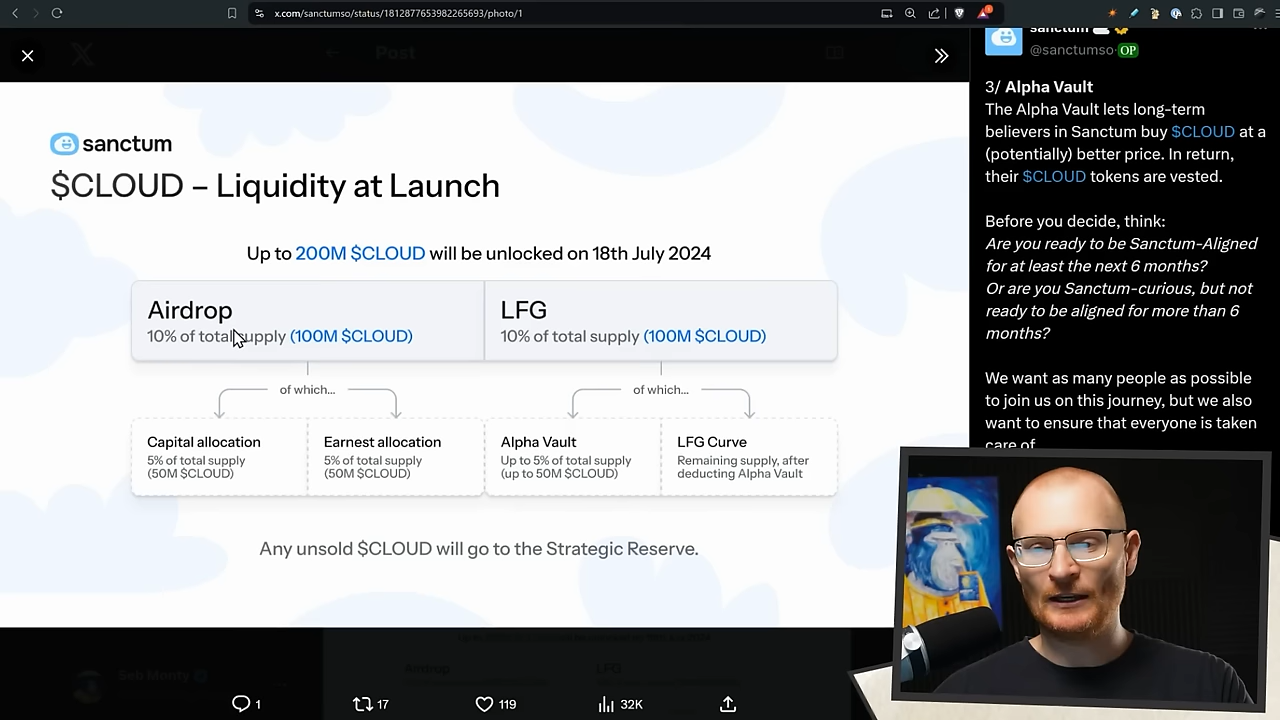 x.com/sanctumso/status/1812877653982265693/photo/1
Post
sanctum
@sanctumso· OP
3/ Alpha Vault
The Alpha Vault lets long-term
believers in Sanctum buy $CLOUD at a
(potentially) better price. In return,
their $CLOUD tokens are vested.
Before you decide, think:
Are you ready to be Sanctum-Aligned
for at least the next 6 months?
Or are you Sanctum-curious, but not
ready to be aligned for more than 6
months?
We want as many people as possible
to join us on this journey, but we also
want to ensure that everyone is taken
care of
sanctum
$CLOUD – Liquidity at Launch
Up to 200M $CLOUD will be unlocked on 18th July 2024
Airdrop
10% of total supply (100M $CLOUD)
LFG
10% of total supply (100M $CLOUD)
of which...
of which...
Capital allocation
5% of total supply
(50M $CLOUD)
Earnest allocation
5% of total supply
(50M $CLOUD)
Alpha Vault
Up to 5% of total supply
(up to 50M $CLOUD)
LFG Curve
Remaining supply, after
deducting Alpha Vault
Any unsold $CLOUD will go to the Strategic Reserve.
Seb Monty
Airdrop
LFG
1
17
119
32K